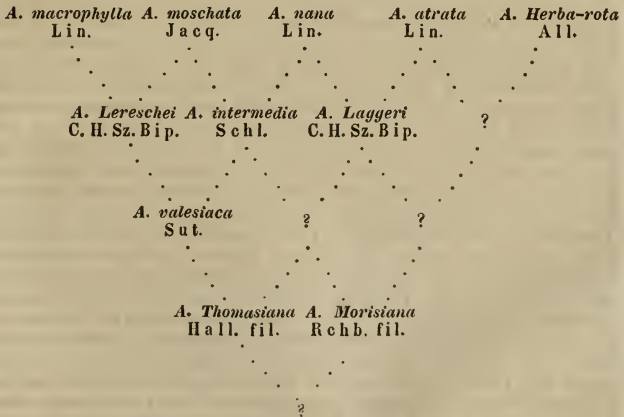 A. macrophylla A. moschata A. nana A. atrata A. Herba-rota
Lin. Jacq. Lin. Lin. All.
A. Lereschei A. intermedia A. Laggeri ?
C. H. Sz. Bip. Schl. C. H. Sz. Bip.
A. valesiaca ? ?
Sut.
A. Thomasiana A. Morisiana
Hall. fil. Rchb. fil.
?